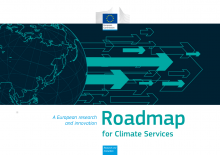 A European research
and innovation
Roadmap
for Climate Services